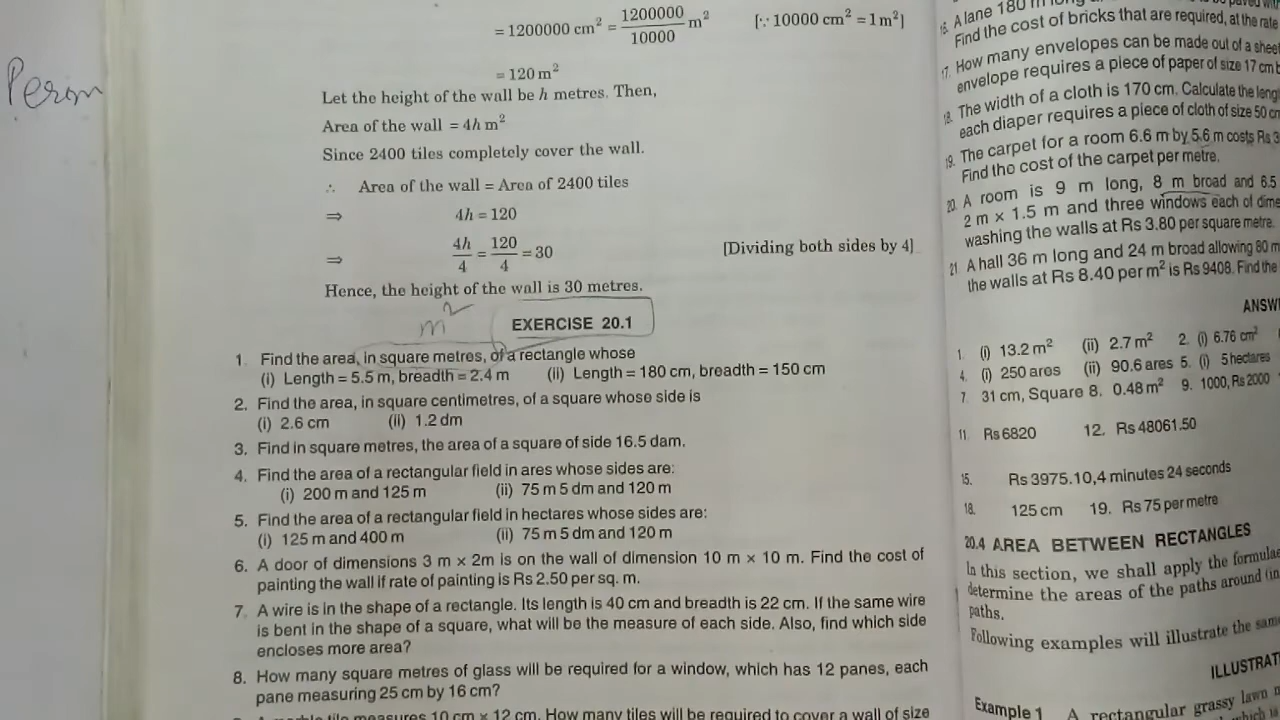 = 1200000 cm² = 1200000/10000 m² [∵ 10000 cm² = 1 m²]
= 120 m²
Let the height of the wall be h metres. Then,
Area of the wall = 4h m²
Since 2400 tiles completely cover the wall.
∴ Area of the wall = Area of 2400 tiles
⇒ 4h = 120
⇒ 4h/4 = 120/4 = 30 [Dividing both sides by 4]
Hence, the height of the wall is 30 metres.
m²
EXERCISE 20.1
1. Find the area, in square metres, of a rectangle whose
(i) Length = 5.5 m, breadth = 2.4 m (ii) Length = 180 cm, breadth = 150 cm
2. Find the area, in square centimetres, of a square whose side is
(i) 2.6 cm (ii) 1.2 dm
3. Find in square metres, the area of a square of side 16.5 dam.
4. Find the area of a rectangular field in ares whose sides are:
(i) 200 m and 125 m (ii) 75 m 5 dm and 120 m
5. Find the area of a rectangular field in hectares whose sides are:
(i) 125 m and 400 m (ii) 75 m 5 dm and 120 m
6. A door of dimensions 3 m × 2m is on the wall of dimension 10 m × 10 m. Find the cost of
painting the wall if rate of painting is Rs 2.50 per sq. m.
7. A wire is in the shape of a rectangle. Its length is 40 cm and breadth is 22 cm. If the same wire
is bent in the shape of a square, what will be the measure of each side. Also, find which side
encloses more area?
8. How many square metres of glass will be required for a window, which has 12 panes, each
pane measuring 25 cm by 16 cm?
tile measures 10 cm × 12 cm. How many tiles will be required to cover a wall of size
16. A lane 180 m long
Find the cost of bricks that are required, at the rate
17. How many envelopes can be made out of a sheet
envelope requires a piece of paper of size 17 cm
18. The width of a cloth is 170 cm. Calculate the
each diaper requires a piece of cloth of size 50
19. The carpet for a room 6.6 m by 5.6 m costs Rs
Find the cost of the carpet per metre.
20. A room is 9 m long, 8 m broad and 6.5
2 m × 1.5 m and three windows each of
washing the walls at Rs 3.80 per square metre.
21. A hall 36 m long and 24 m broad allowing 80 m
the walls at Rs 8.40 per m² is Rs 9408. Find the
1. (i) 13.2 m² (ii) 2.7 m² 2. (i) 6.76 cm²
4. (i) 250 ares (ii) 90.6 ares 5. (i) 5 hectares
7. 31 cm, Square 8. 0.48 m² 9. 1000, Rs 2000
11. Rs 6820 12. Rs 48061.50
15. Rs 3975.10, 4 minutes 24 seconds
18. 125 cm 19. Rs 75 per metre
20.4 AREA BETWEEN RECTANGLES
In this section, we shall apply the formulae
determine the areas of the paths around (in
paths.
Following examples will illustrate the
Example 1 A rectangular grassy lawn